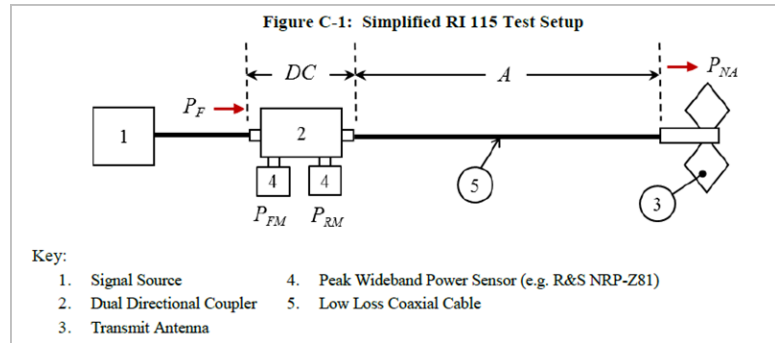 Figure C-1: Simplified RI 115 Test Setup
DC
A
P_NA
P_F
1
2
4
4
5
3
P_FM
P_RM
Key:
1. Signal Source
2. Dual Directional Coupler
3. Transmit Antenna
4. Peak Wideband Power Sensor (e.g. R&S NRP-Z81)
5. Low Loss Coaxial Cable